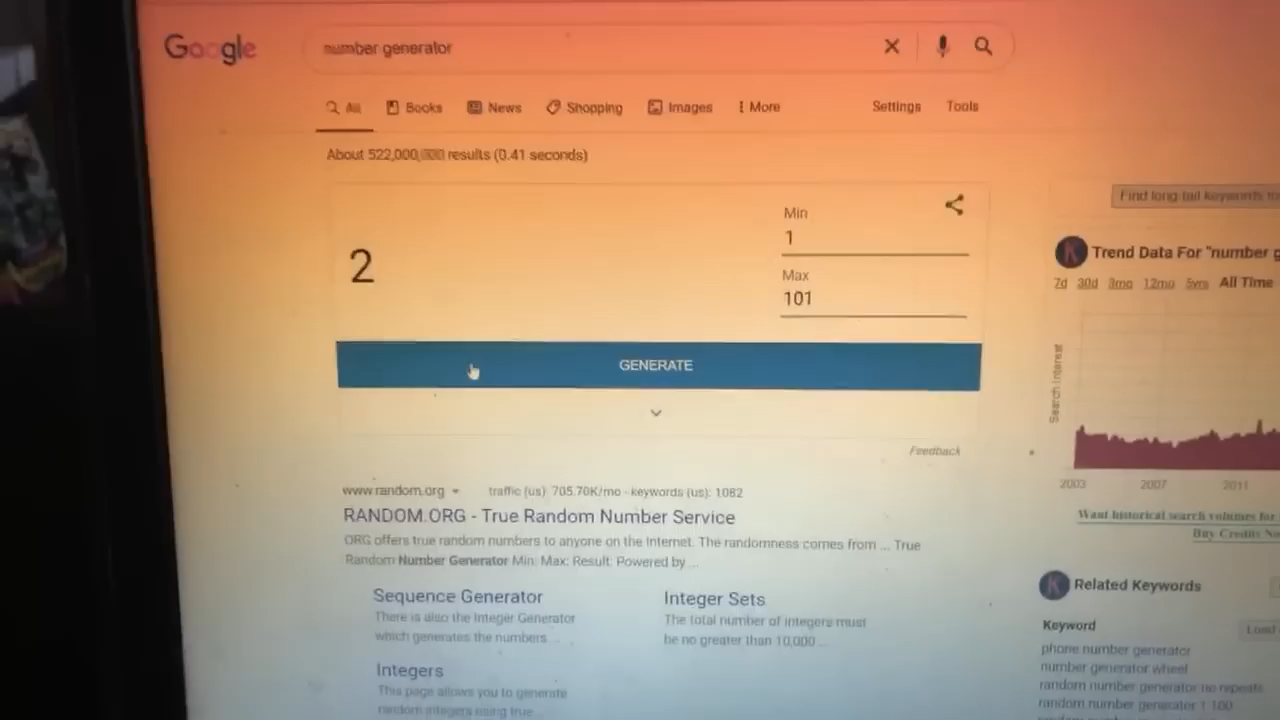 Google
number generator
All Books News Shopping Images More Settings Tools
About 522,000,000 results (0.41 seconds)
Min
1
2
Max
101
GENERATE
Feedback
www.random.org traffic (us): 705.70K/mo - keywords (us): 1082
RANDOM.ORG - True Random Number Service
ORG offers true random numbers to anyone on the Internet. The randomness comes from ... True
Random Number Generator Min: Max: Result: Powered by ...
Sequence Generator
There is also the Integer Generator
which generates the numbers ...
Integer Sets
The total number of integers must
be no greater than 10,000 ...
Integers
This page allows you to generate
random integers using true ...
Find long-tail keywords
K Trend Data For "number
7d 30d 3mo 12mo 5yrs All Time
Search Interest
2003 2007 2011
Want historical search volumes for
Buy Credits
K Related Keywords
Keyword
phone number generator
number generator wheel
random number generator no repeats
random number generator 1 100